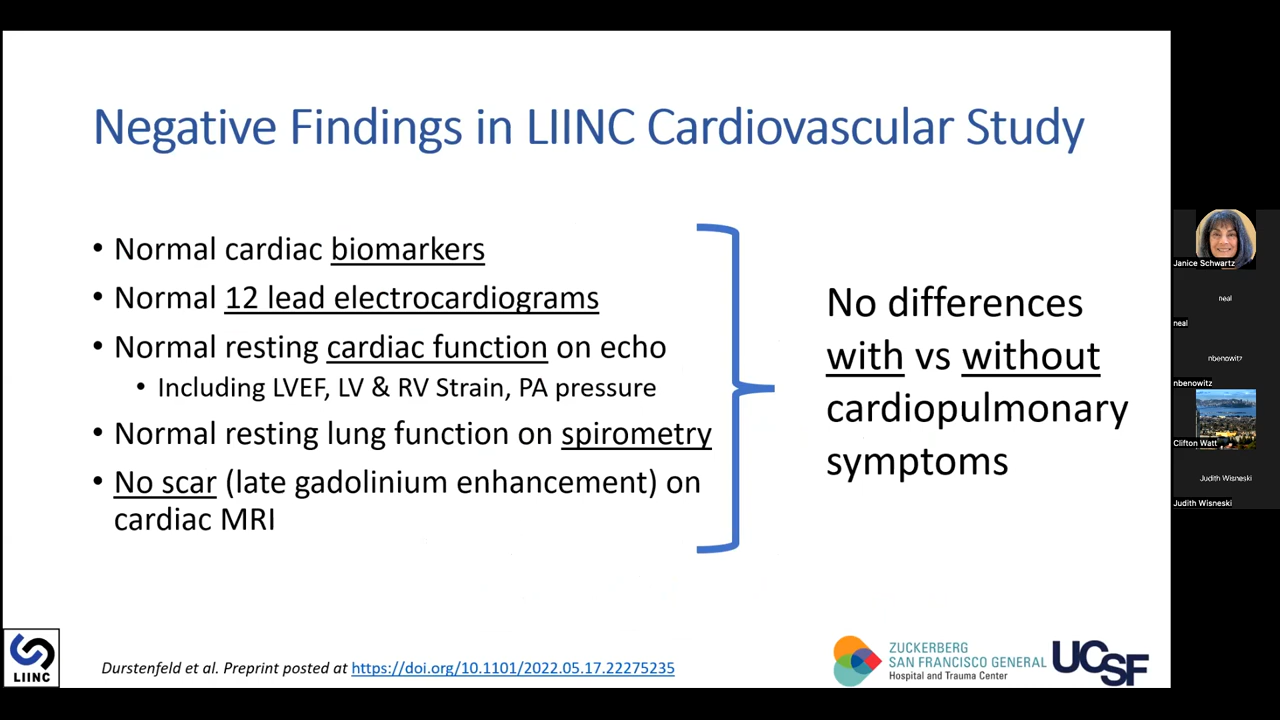 Negative Findings in LIINC Cardiovascular Study
• Normal cardiac biomarkers
• Normal 12 lead electrocardiograms
• Normal resting cardiac function on echo
• Including LVEF, LV & RV Strain, PA pressure
• Normal resting lung function on spirometry
• No scar (late gadolinium enhancement) on
cardiac MRI
No differences
with vs without
cardiopulmonary
symptoms
LIINC
Durstenfeld et al. Preprint posted at https://doi.org/10.1101/2022.05.17.22275235
ZUCKERBERG
SAN FRANCISCO GENERAL
Hospital and Trauma Center
UCSF
Janice Schwartz
neal
neal
nbenowitz
nbenowitz
Clifton Watt
Judith Wisneski
Judith Wisneski